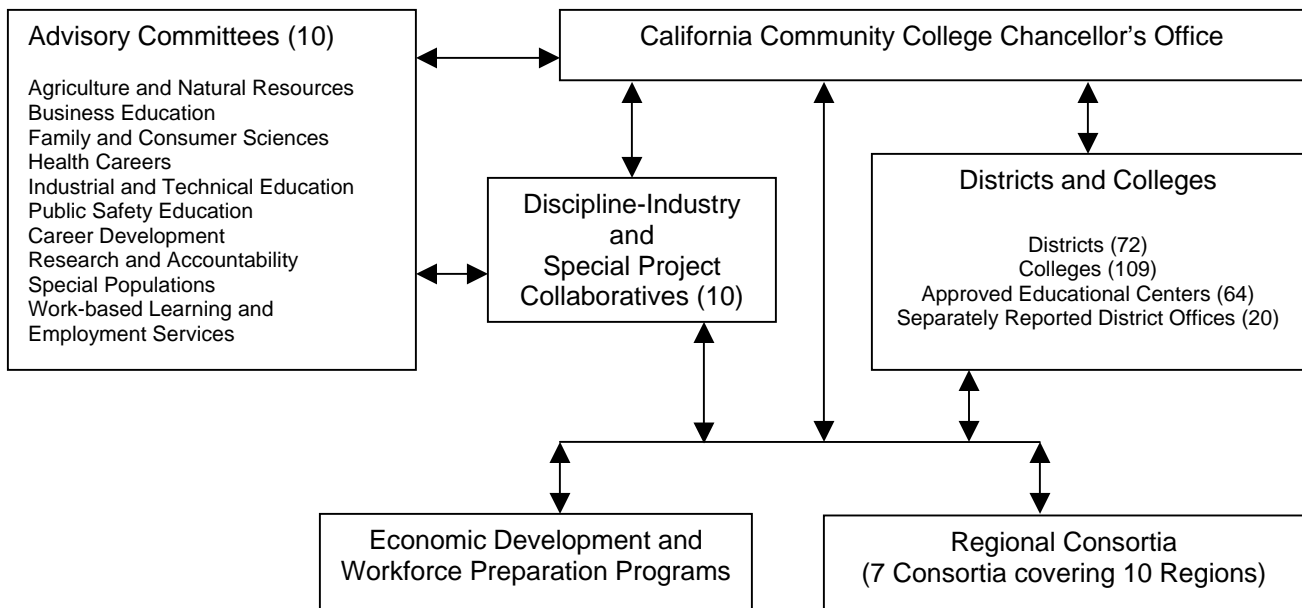 Advisory Committees (10)
Agriculture and Natural Resources
Business Education
Family and Consumer Sciences
Health Careers
Industrial and Technical Education
Public Safety Education
Career Development
Research and Accountability
Special Populations
Work-based Learning and
Employment Services
California Community College Chancellor's Office
Discipline-Industry
and
Special Project
Collaboratives (10)
Districts and Colleges
Districts (72)
Colleges (109)
Approved Educational Centers (64)
Separately Reported District Offices (20)
Economic Development and
Workforce Preparation Programs
Regional Consortia
(7 Consortia covering 10 Regions)